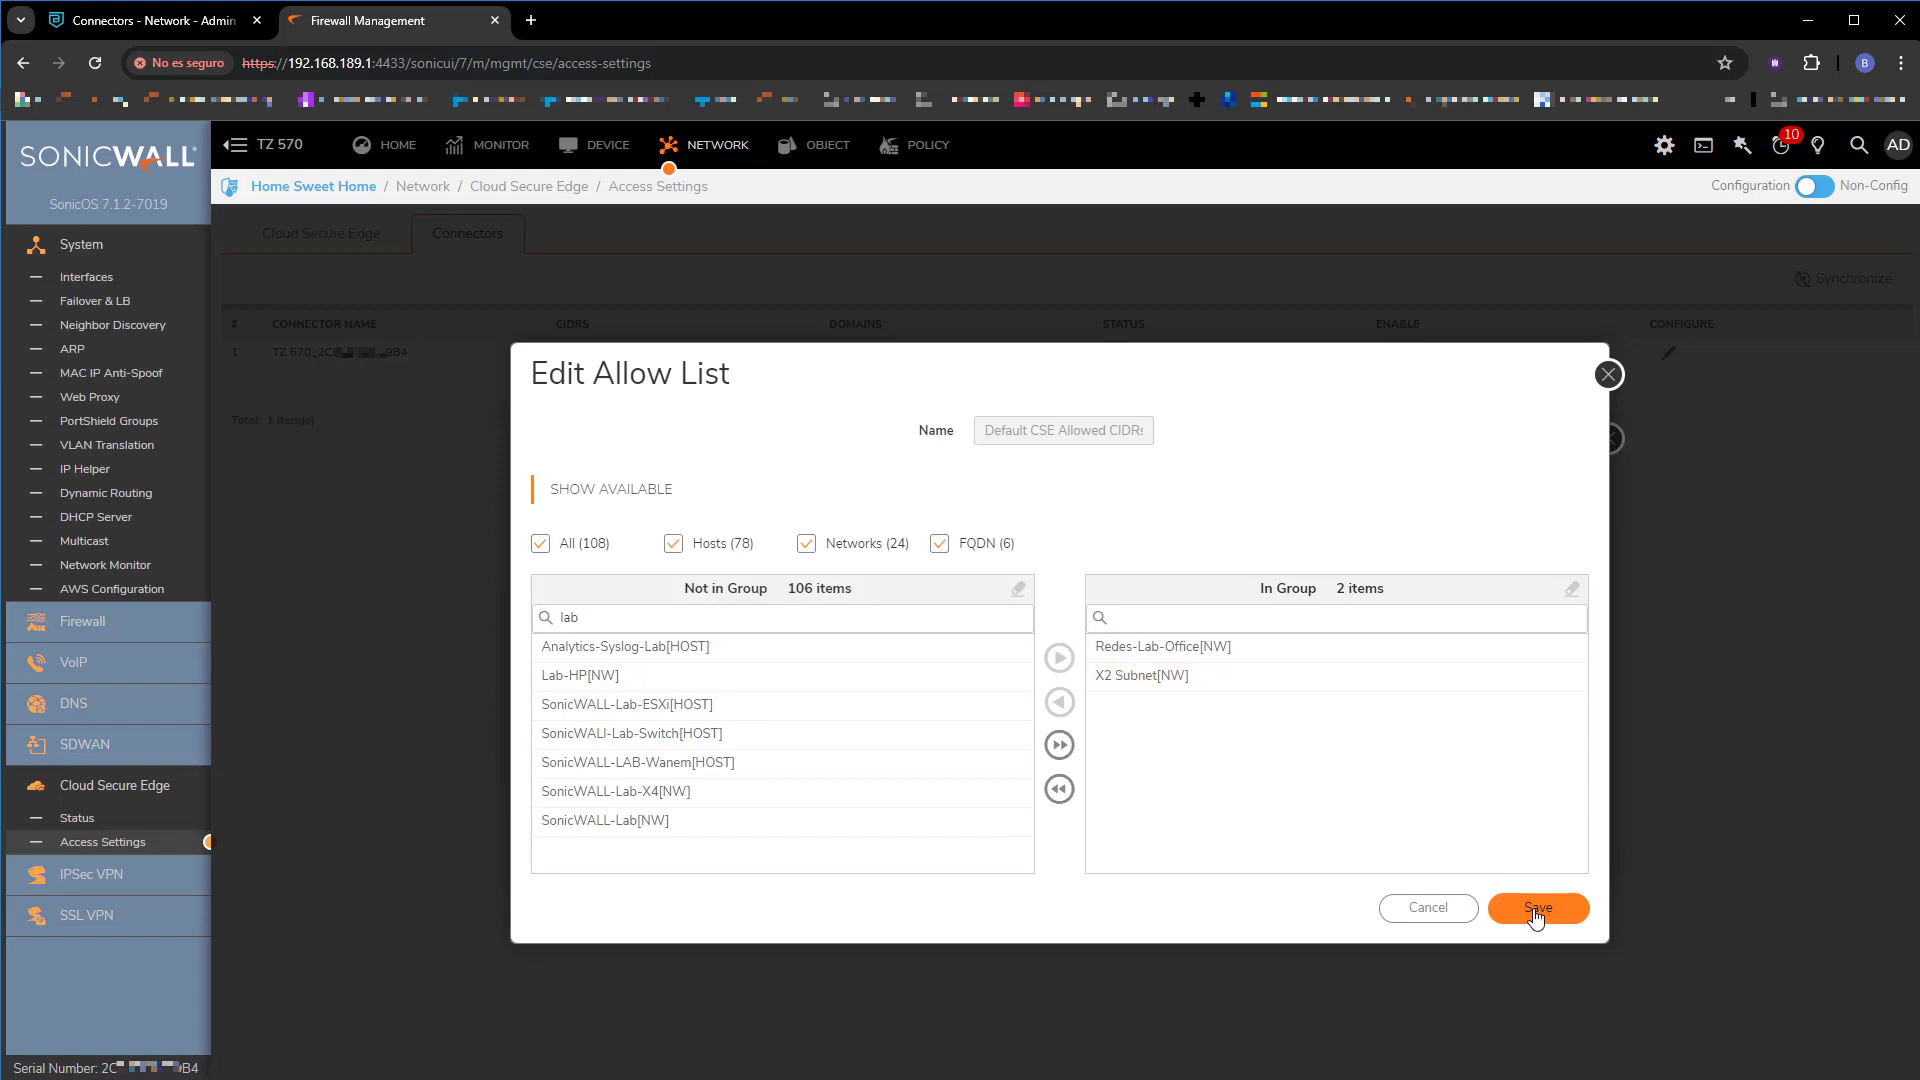 Connectors - Network - Admin
Firewall Management
No es seguro
https://192.168.189.1:4433/sonicui/7/m/mgmt/cse/access-settings
B
SONICWALL
SonicOS 7.1.2-7019
TZ 570
HOME
MONITOR
DEVICE
NETWORK
OBJECT
POLICY
10
AD
Home Sweet Home / Network / Cloud Secure Edge / Access Settings
Configuration
Non-Config
System
Interfaces
Failover & LB
Neighbor Discovery
ARP
MAC IP Anti-Spoof
Web Proxy
PortShield Groups
VLAN Translation
IP Helper
Dynamic Routing
DHCP Server
Multicast
Network Monitor
AWS Configuration
Firewall
VoIP
DNS
SDWAN
Cloud Secure Edge
Status
Access Settings
IPSec VPN
SSL VPN
Serial Number: 2C B4
Cloud Secure Edge
Connectors
Synchronize
# CONNECTOR NAME CIDRS DOMAINS STATUS ENABLE CONFIGURE
1 TZ 570_2C 9B4
Total: 1 item(s)
Edit Allow List
Name
Default CSE Allowed CIDRs
SHOW AVAILABLE
All (108)
Hosts (78)
Networks (24)
FQDN (6)
Not in Group 106 items
lab
Analytics-Syslog-Lab[HOST]
Lab-HP[NW]
SonicWALL-Lab-ESXi[HOST]
SonicWALl-Lab-Switch[HOST]
SonicWALL-LAB-Wanem[HOST]
SonicWALL-Lab-X4[NW]
SonicWALL-Lab[NW]
In Group 2 items
Redes-Lab-Office[NW]
X2 Subnet[NW]
Cancel
Save